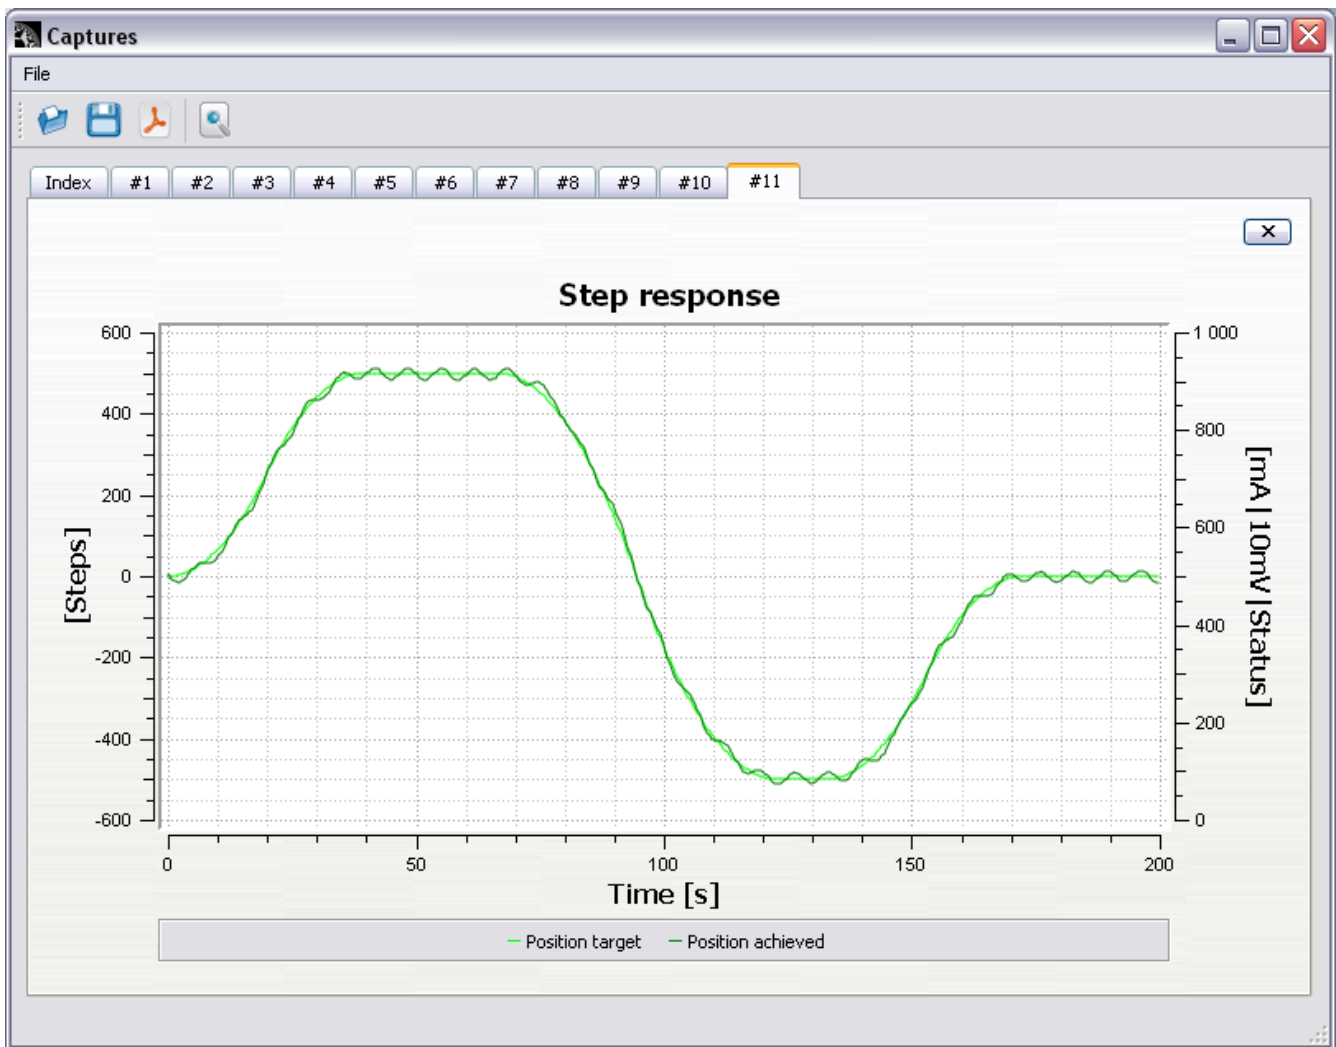 Captures
File
Index #1 #2 #3 #4 #5 #6 #7 #8 #9 #10 #11
Step response
600
400
200
0
-200
-400
-600
[Steps]
1 000
800
600
400
200
0
[mA|10mV|Status]
0 50 100 150 200
Time [s]
Position target Position achieved